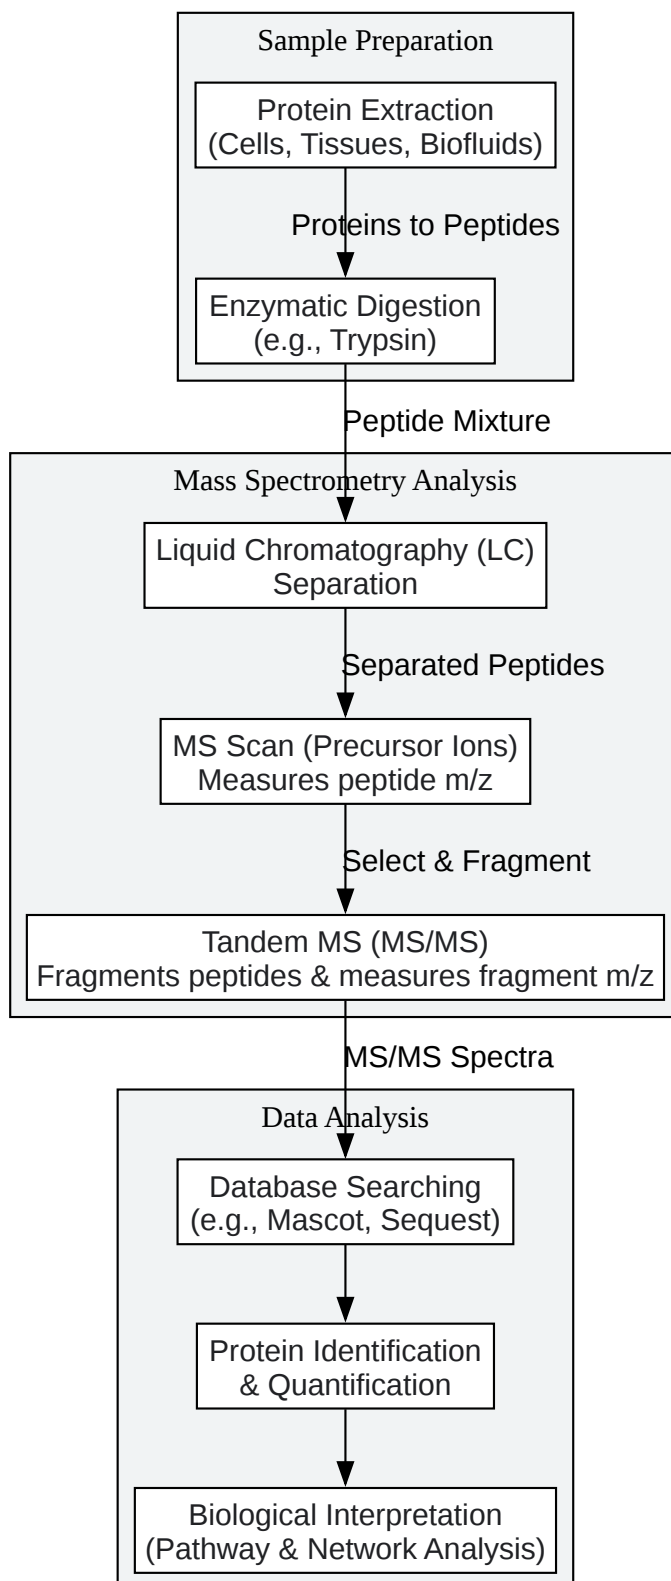 Sample Preparation
Protein Extraction
(Cells, Tissues, Biofluids)
Proteins to Peptides
Enzymatic Digestion
(e.g., Trypsin)
Peptide Mixture
Mass Spectrometry Analysis
Liquid Chromatography (LC)
Separation
Separated Peptides
MS Scan (Precursor Ions)
Measures peptide m/z
Select & Fragment
Tandem MS (MS/MS)
Fragments peptides & measures fragment m/z
MS/MS Spectra
Data Analysis
Database Searching
(e.g., Mascot, Sequest)
Protein Identification
& Quantification
Biological Interpretation
(Pathway & Network Analysis)